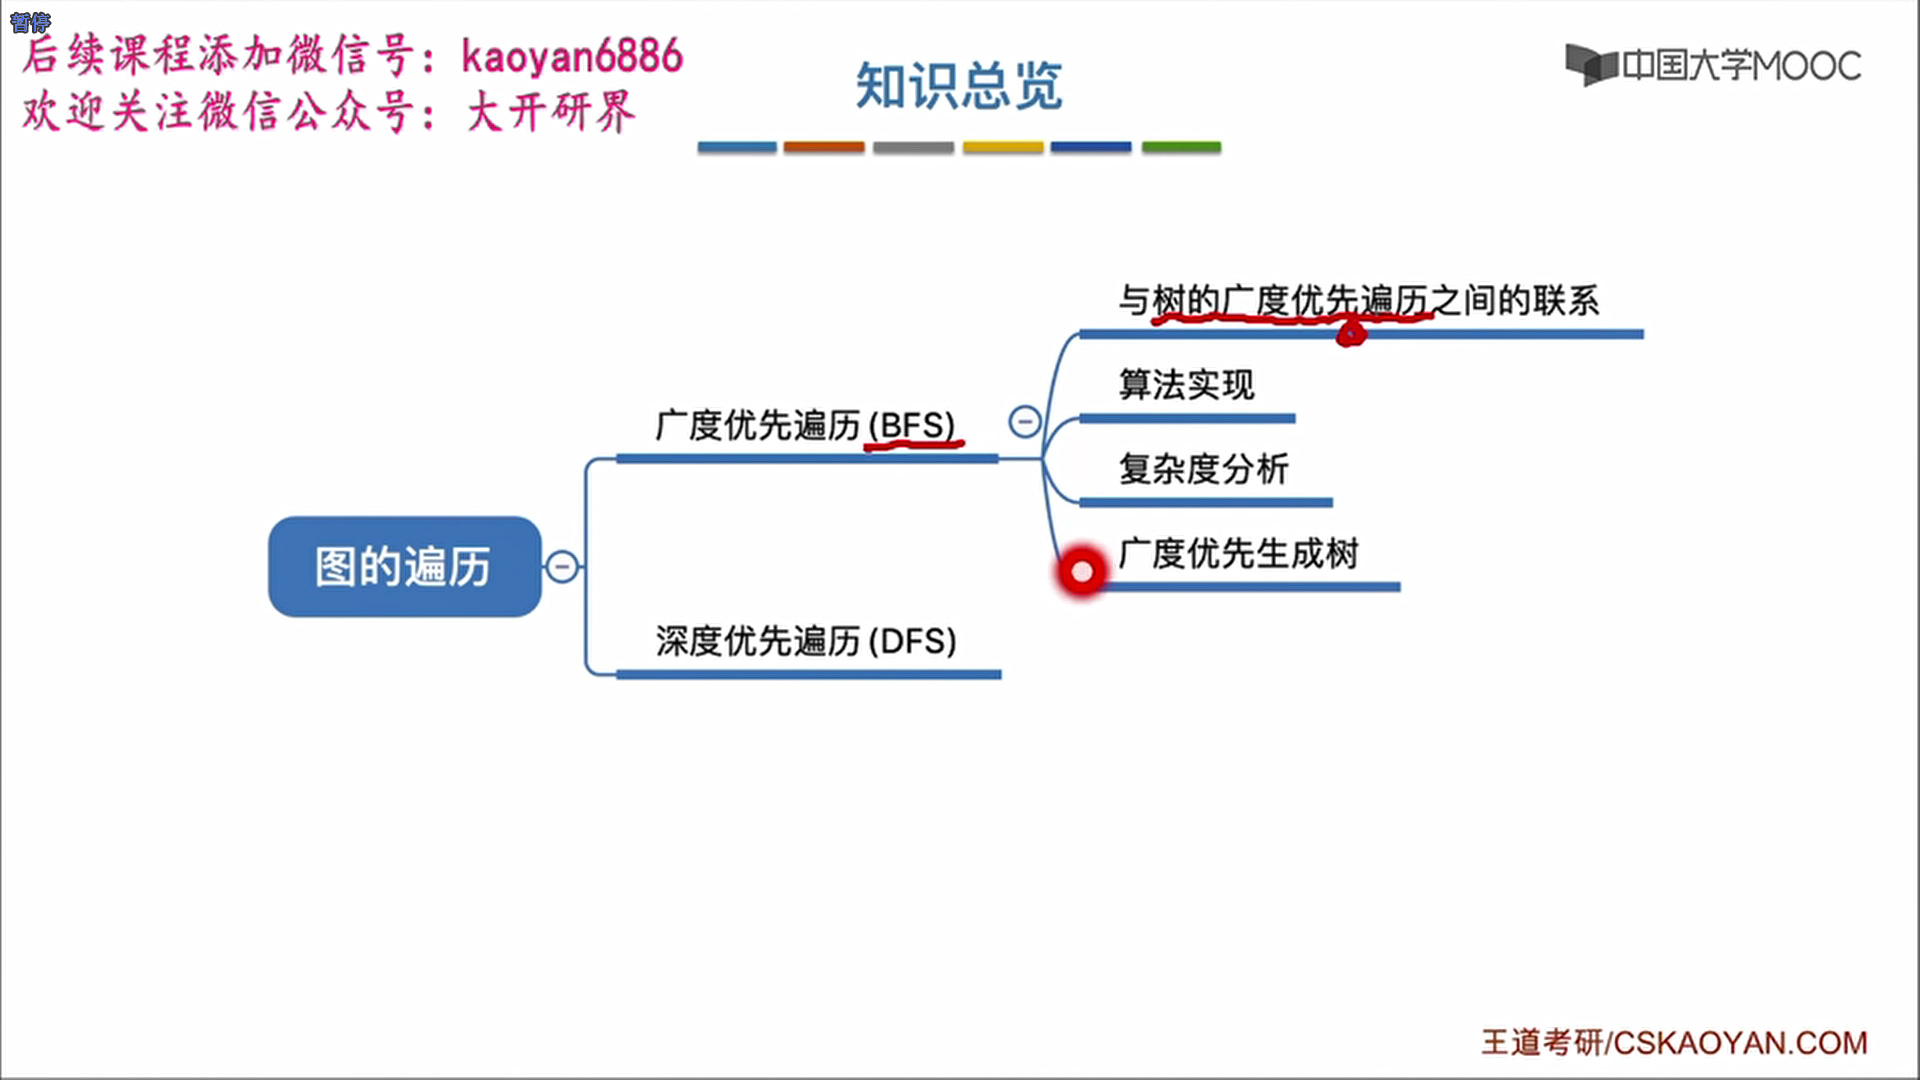 暂停
后续课程添加微信号：kaoyan6886
欢迎关注微信公众号：大开研界
知识总览
中国大学MOOC
与树的广度优先遍历之间的联系
算法实现
广度优先遍历(BFS)
复杂度分析
广度优先生成树
图的遍历
深度优先遍历(DFS)
王道考研/CSKAOYAN.COM